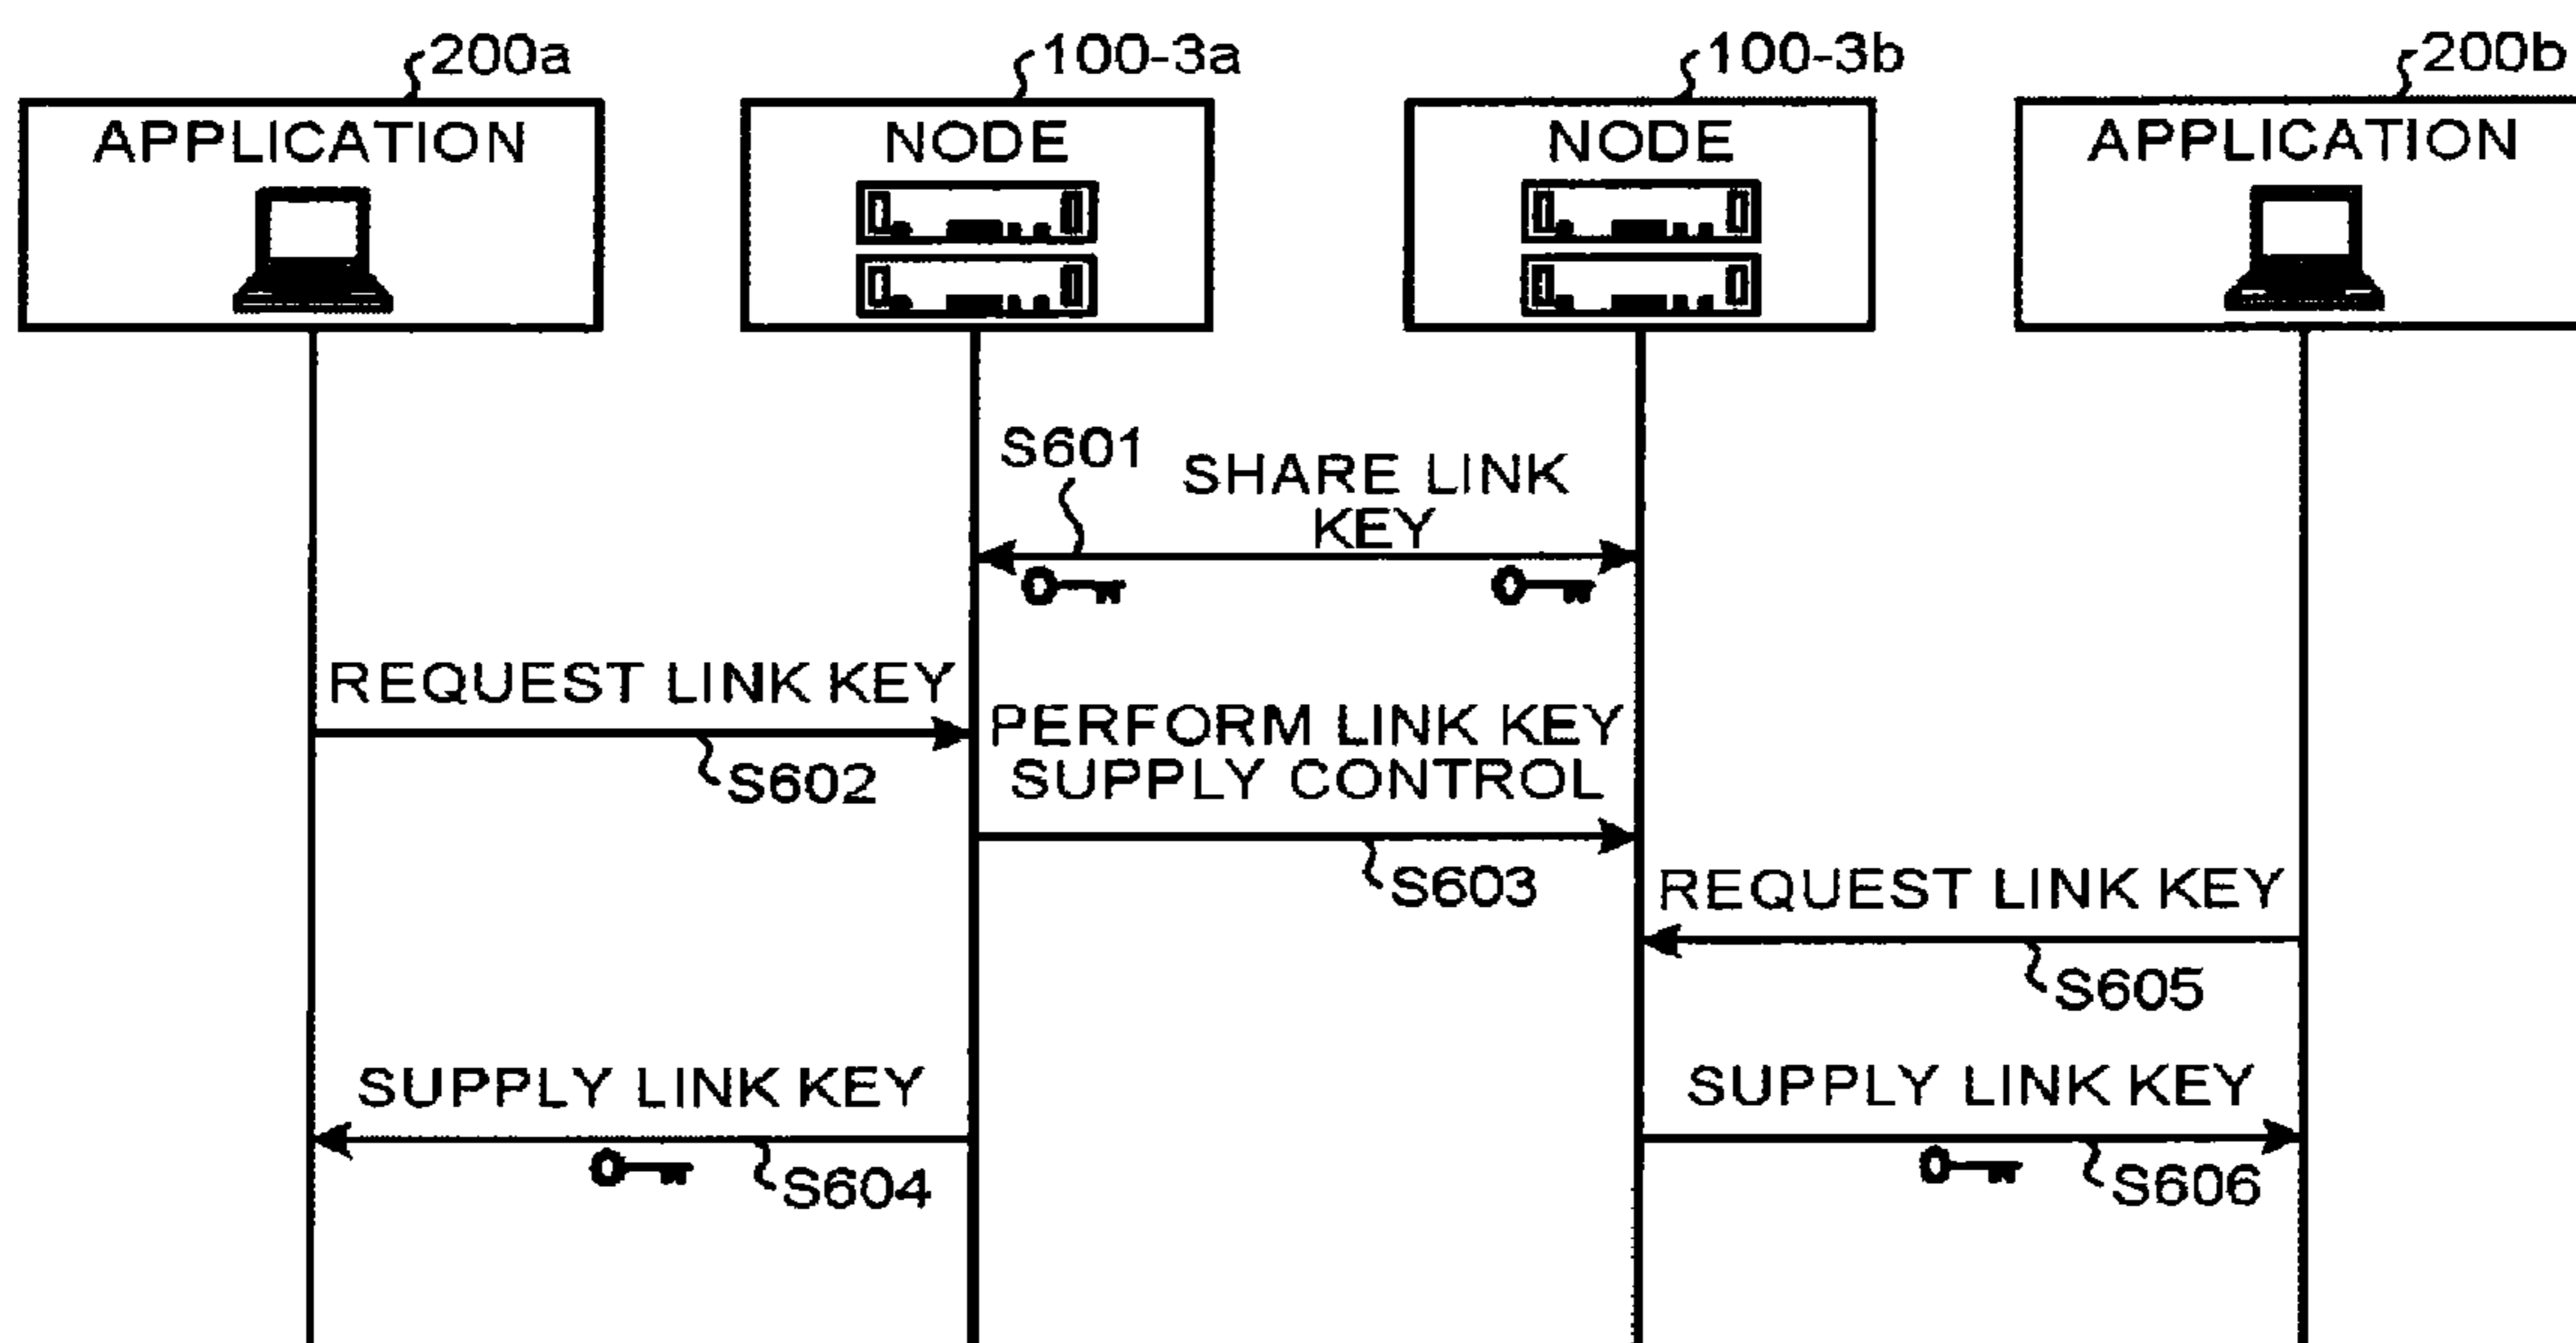 200a
100-3a
100-3b
200b
APPLICATION
NODE
NODE
APPLICATION
S601
SHARE LINK
KEY
REQUEST LINK KEY
S602
PERFORM LINK KEY
SUPPLY CONTROL
S603
REQUEST LINK KEY
S605
SUPPLY LINK KEY
S604
SUPPLY LINK KEY
S606